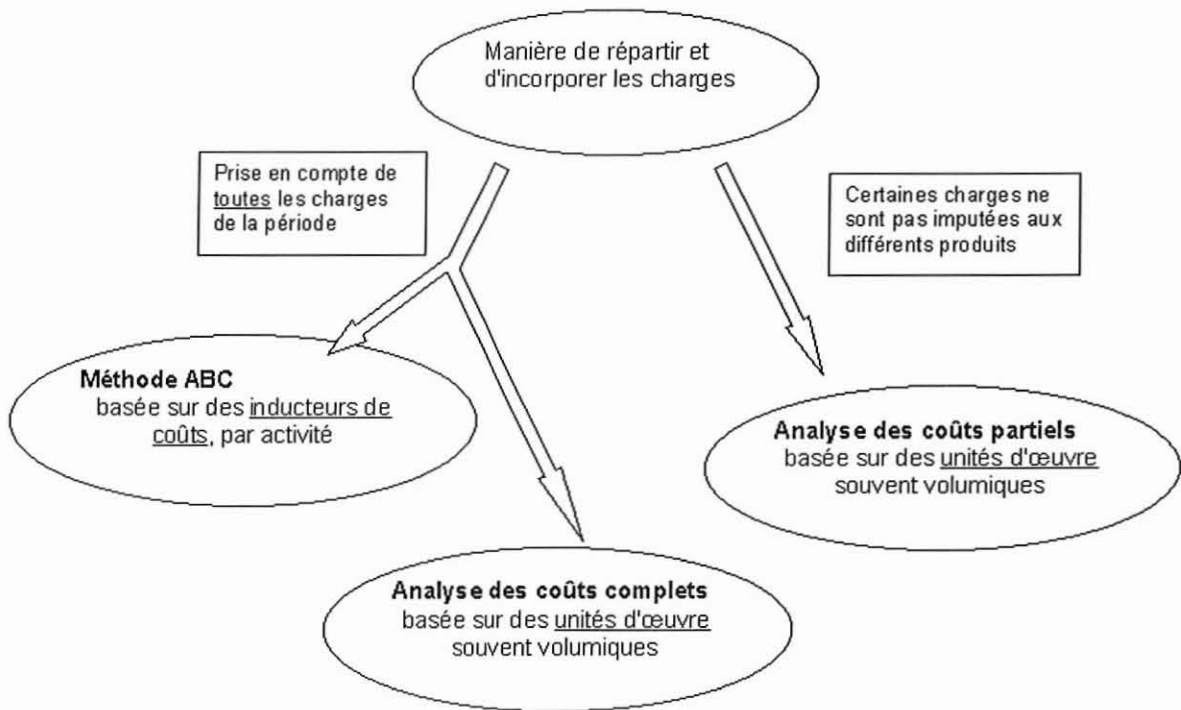 Manière de répartir et
d'incorporer les charges
Prise en compte de
toutes les charges
de la période
Certaines charges ne
sont pas imputées aux
différents produits
Méthode ABC
basée sur des inducteurs de
coûts, par activité
Analyse des coûts partiels
basée sur des unités d'œuvre
souvent volumiques
Analyse des coûts complets
basée sur des unités d'œuvre
souvent volumiques